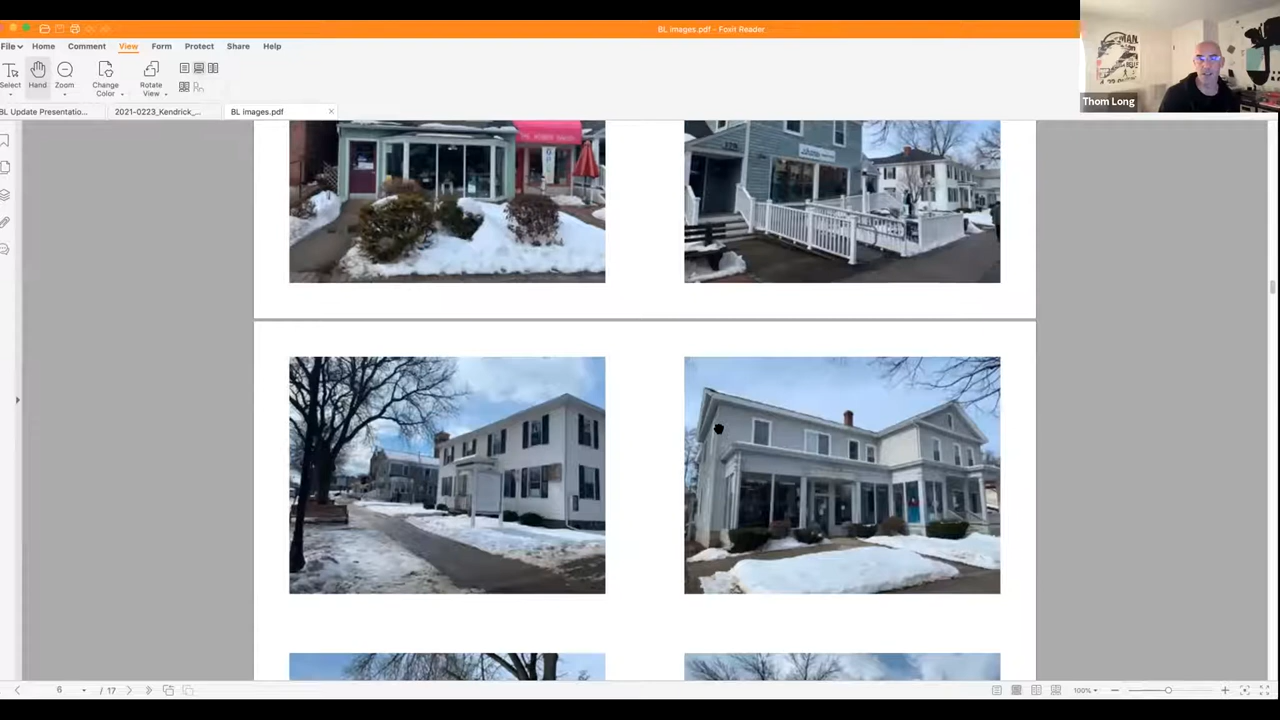 BL images.pdf - Foxit Reader
File Home Comment View Form Protect Share Help
Select Hand Zoom Change Color Rotate View
BL Update Presentatio... 2021-0223_Kendrick_... BL images.pdf
Thom Long
6 / 17
100%